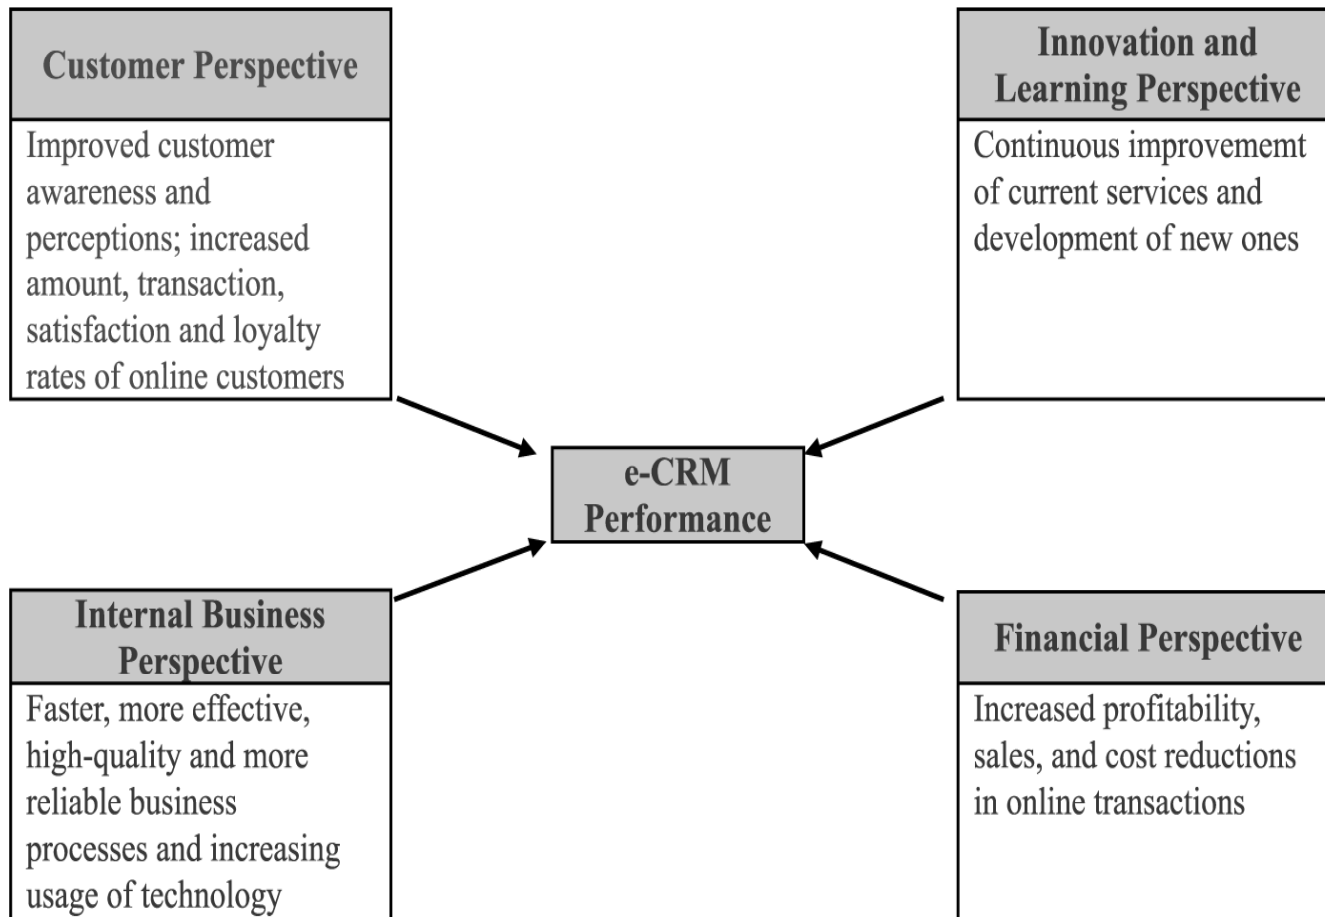 Customer Perspective
Improved customer
awareness and
perceptions; increased
amount, transaction,
satisfaction and loyalty
rates of online customers
Innovation and
Learning Perspective
Continuous improvememt
of current services and
development of new ones
e-CRM
Performance
Internal Business
Perspective
Faster, more effective,
high-quality and more
reliable business
processes and increasing
usage of technology
Financial Perspective
Increased profitability,
sales, and cost reductions
in online transactions